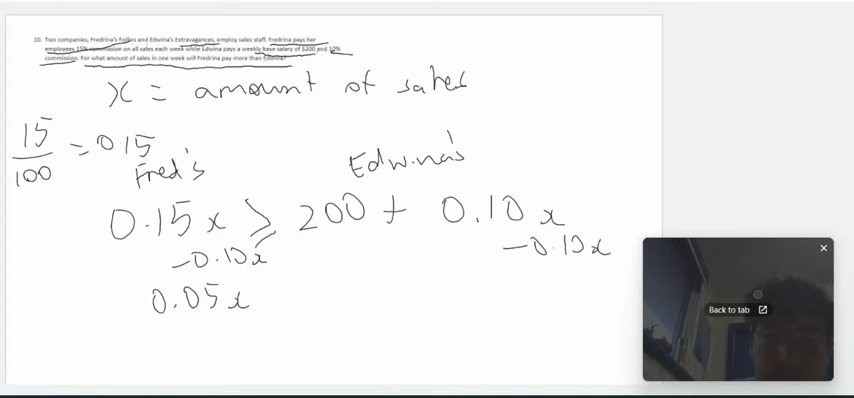 10. Two companies, Fredrina's Follies and Edwina's Extravagances, employ sales staff. Fredrina pays her
employees 15% commission on all sales each week while Edwina pays a weekly base salary of $200 and 10%
commission. For what amount of sales in one week will Fredrina pay more than Edwina?
x = amount of sales
15/100 = 0.15
Fred's Edwina's
0.15x ≥ 200 + 0.10x
-0.10x -0.10x
0.05x
Back to tab